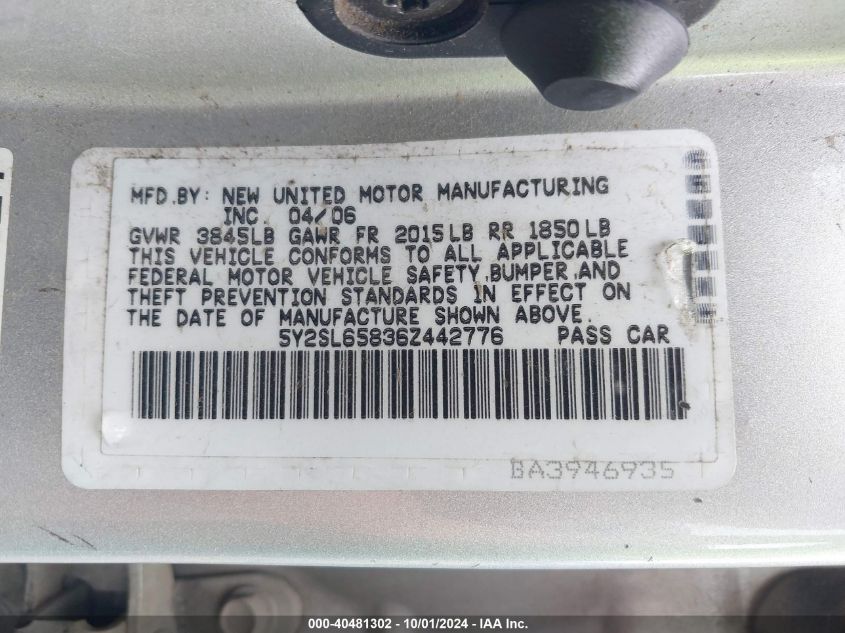 MFD.BY: NEW UNITED MOTOR MANUFACTURING
INC. 04/06
GVWR 3845LB GAWR FR 2015LB RR 1850LB
THIS VEHICLE CONFORMS TO ALL APPLICABLE
FEDERAL MOTOR VEHICLE SAFETY,BUMPER,AND
THEFT PREVENTION STANDARDS IN EFFECT ON
THE DATE OF MANUFACTURE SHOWN ABOVE.
5Y2SL65836Z442776 PASS CAR
BA3946935
000-40481302 - 10/01/2024 - IAA Inc.